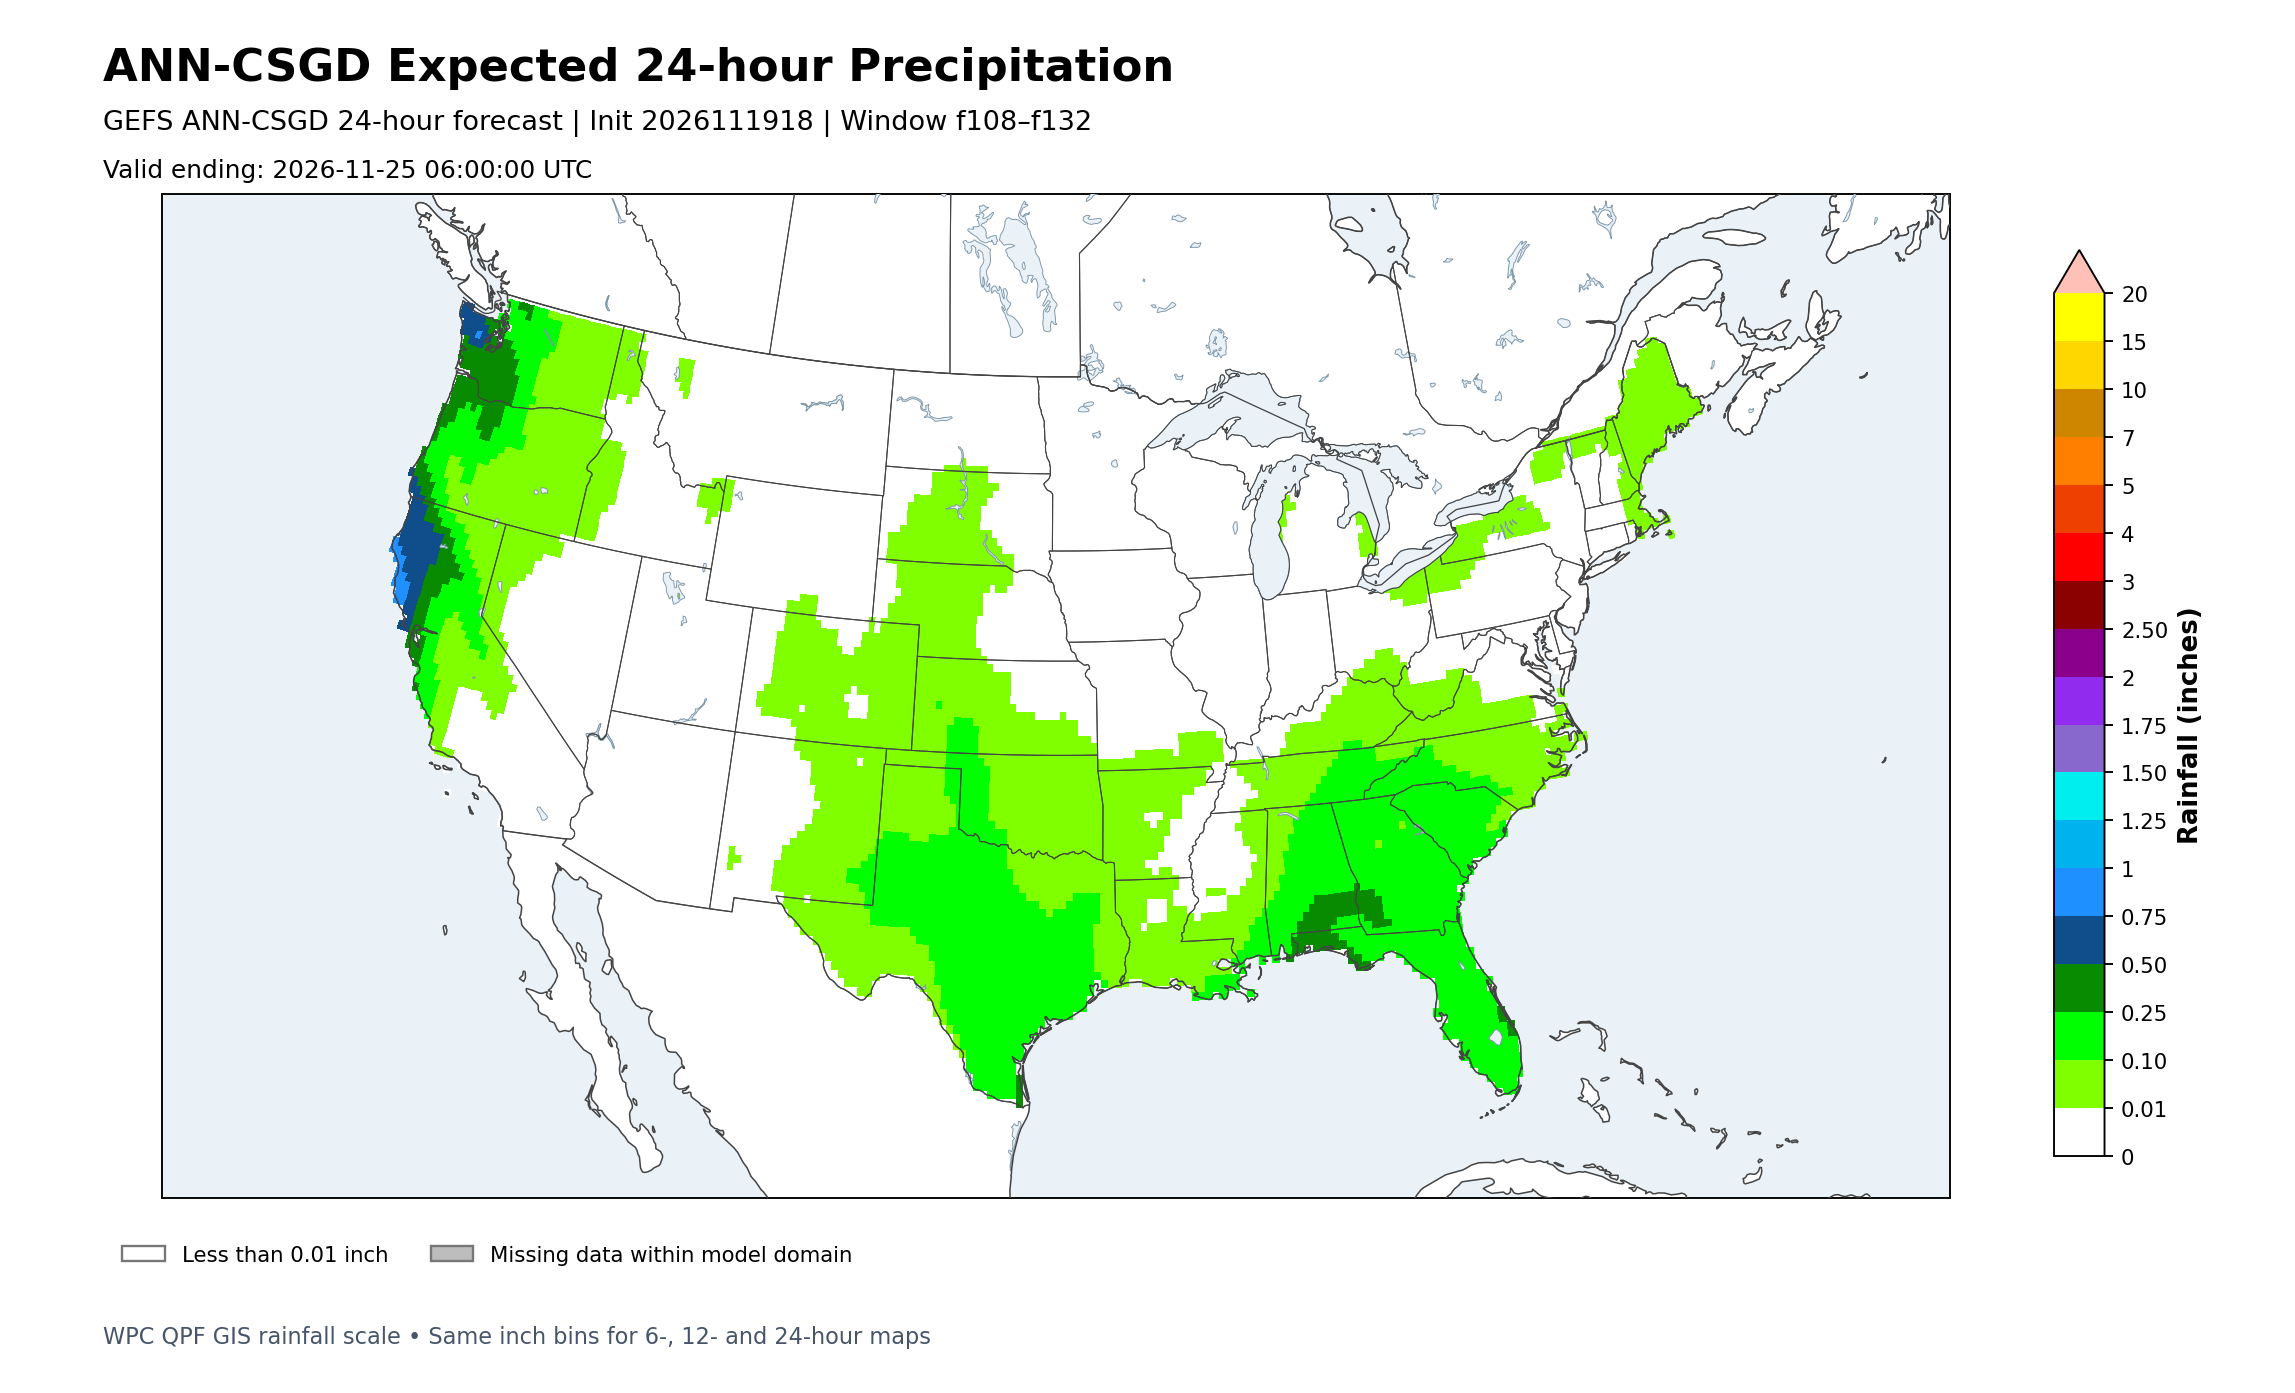 ANN-CSGD Expected 24-hour Precipitation
GEFS ANN-CSGD 24-hour forecast | Init 2026111918 | Window f108–f132
Valid ending: 2026-11-25 06:00:00 UTC
20
15
10
7
5
4
3
2.50
2
1.75
1.50
1.25
1
0.75
0.50
0.25
0.10
0.01
0
Rainfall (inches)
Less than 0.01 inch
Missing data within model domain
WPC QPF GIS rainfall scale • Same inch bins for 6-, 12- and 24-hour maps